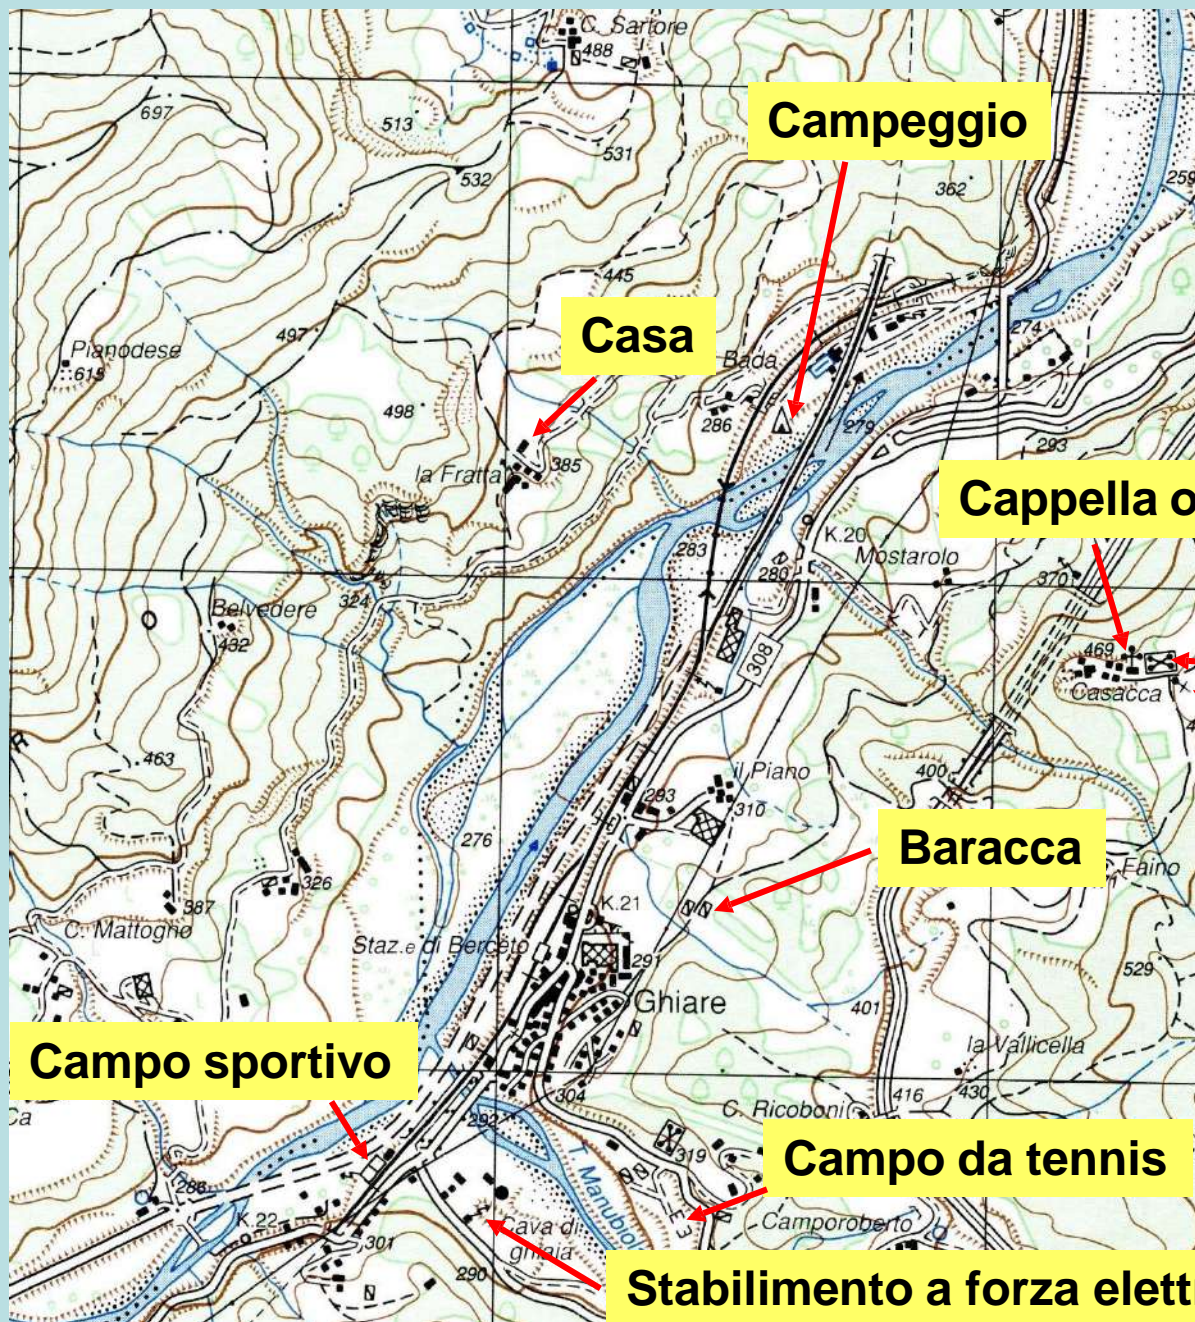 C. Sartore
488
697
513
Campeggio
531
532
362
259
445
497
Casa
274
Pianodese
615
Bada
498
286
279
293
la Fratta
385
Cappella o
K.20
283
Mostarolo
280
370
324
Belvedere
432
308
469
Casacca
463
400
il Piano
293
310
276
Baracca
Faino
326
387
K.21
C. Mattogno
Staz.e di Berceto
291
529
Ghiare
401
la Vallicella
Campo sportivo
304
416
430
C. Ricoboni
292
319
Campo da tennis
286
T. Manubiol
K.22
Cava di
ghiaia
Camporoberto
301
290
Stabilimento a forza elett